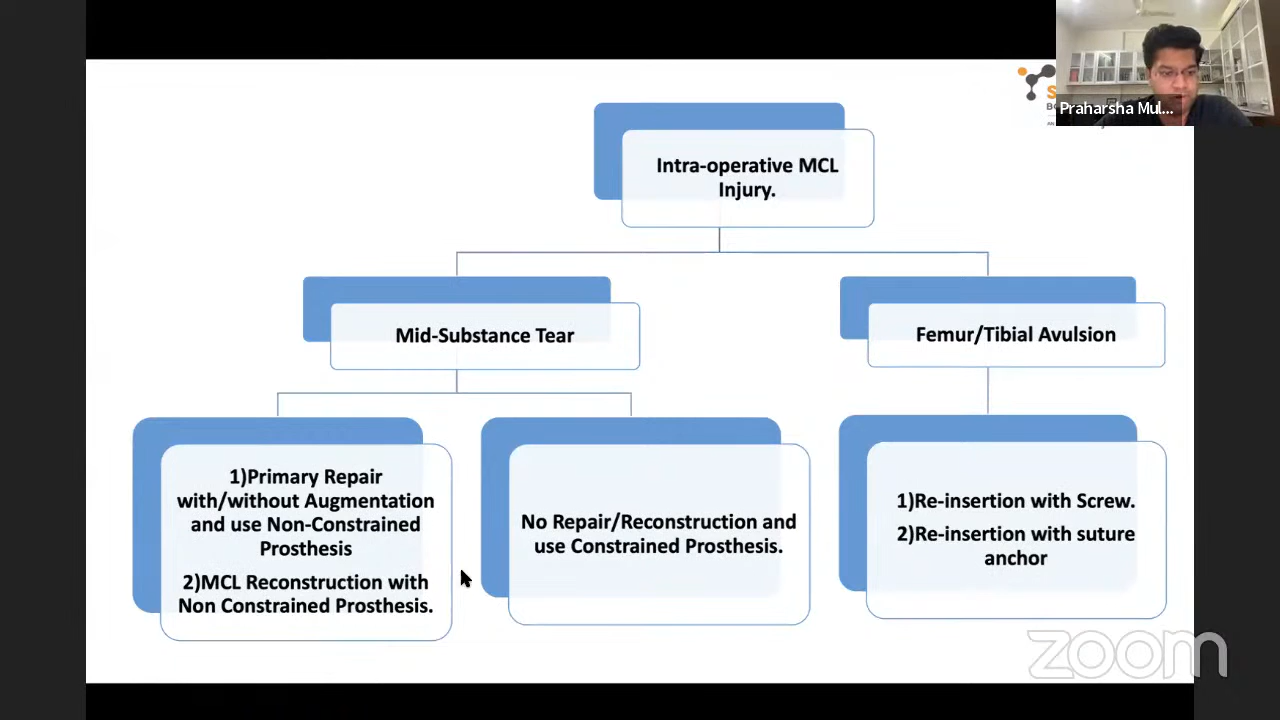 Praharsha Mul...
Intra-operative MCL
Injury.
Mid-Substance Tear
Femur/Tibial Avulsion
1)Primary Repair
with/without Augmentation
and use Non-Constrained
Prosthesis
2)MCL Reconstruction with
Non Constrained Prosthesis.
No Repair/Reconstruction and
use Constrained Prosthesis.
1)Re-insertion with Screw.
2)Re-insertion with suture
anchor
zoom